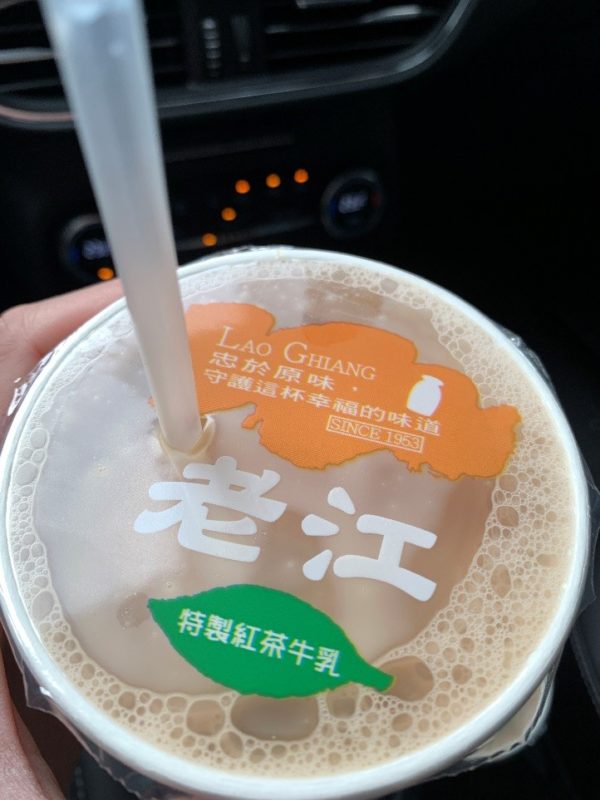 LAO GHIANG
忠於原味．
守護這杯幸福的味道
SINCE 1953
老江
特製紅茶牛乳